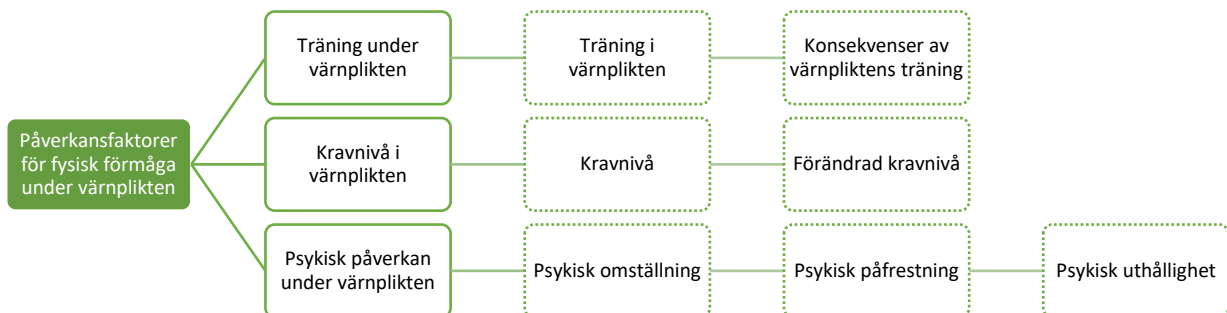 Träning under
värnplikten
Träning i
värnplikten
Konsekvenser av
värnpliktens träning
Påverkansfaktorer
för fysisk förmåga
under värnplikten
Kravnivå i
värnplikten
Kravnivå
Förändrad kravnivå
Psykisk påverkan
under värnplikten
Psykisk omställning
Psykisk påfrestning
Psykisk uthållighet